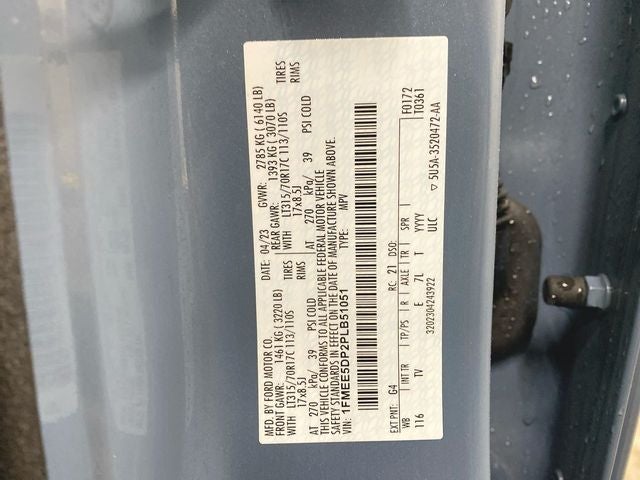 MFD. BY FORD MOTOR CO.
DATE: 04/23 GVWR: 2785 KG ( 6140 LB)
FRONT GAWR: 1461 KG ( 3220 LB) REAR GAWR: 1393 KG ( 3070 LB)
WITH LT315/70R17C 113/110S TIRES WITH LT315/70R17C 113/110S TIRES
17x8.5J RIMS 17x8.5J RIMS
AT 270 kPa/ 39 PSI COLD AT 270 kPa/ 39 PSI COLD
THIS VEHICLE CONFORMS TO ALL APPLICABLE FEDERAL MOTOR VEHICLE
SAFETY STANDARDS IN EFFECT ON THE DATE OF MANUFACTURE SHOWN ABOVE.
VIN: 1FMEE5DP2PLB51051 TYPE: MPV
EXT PNT: G4 RC: 21 DSO: F0172
WB INT TR TP/PS R AXLE TR SPR T0361
116 TV E 7L T YYYY
3202304243922 ULC ▽ 5U5A-3520472-AA